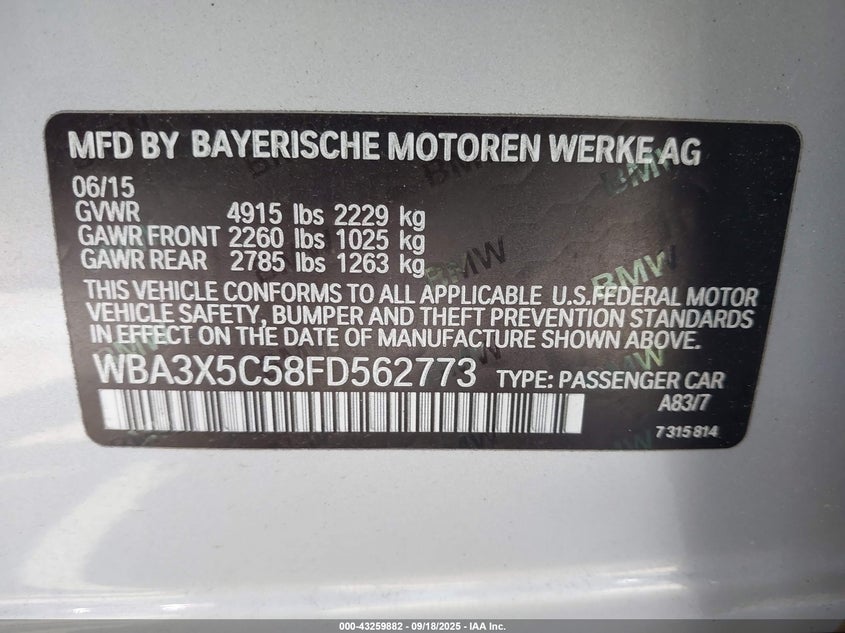 MFD BY BAYERISCHE MOTOREN WERKE AG
06/15
GVWR 4915 lbs 2229 kg
GAWR FRONT 2260 lbs 1025 kg
GAWR REAR 2785 lbs 1263 kg
THIS VEHICLE CONFORMS TO ALL APPLICABLE U.S.FEDERAL MOTOR
VEHICLE SAFETY, BUMPER AND THEFT PREVENTION STANDARDS
IN EFFECT ON THE DATE OF MANUFACTURE SHOWN ABOVE.
WBA3X5C58FD562773 TYPE: PASSENGER CAR
A83/7
7 315 814
000-43259882 - 09/18/2025 - IAA Inc.